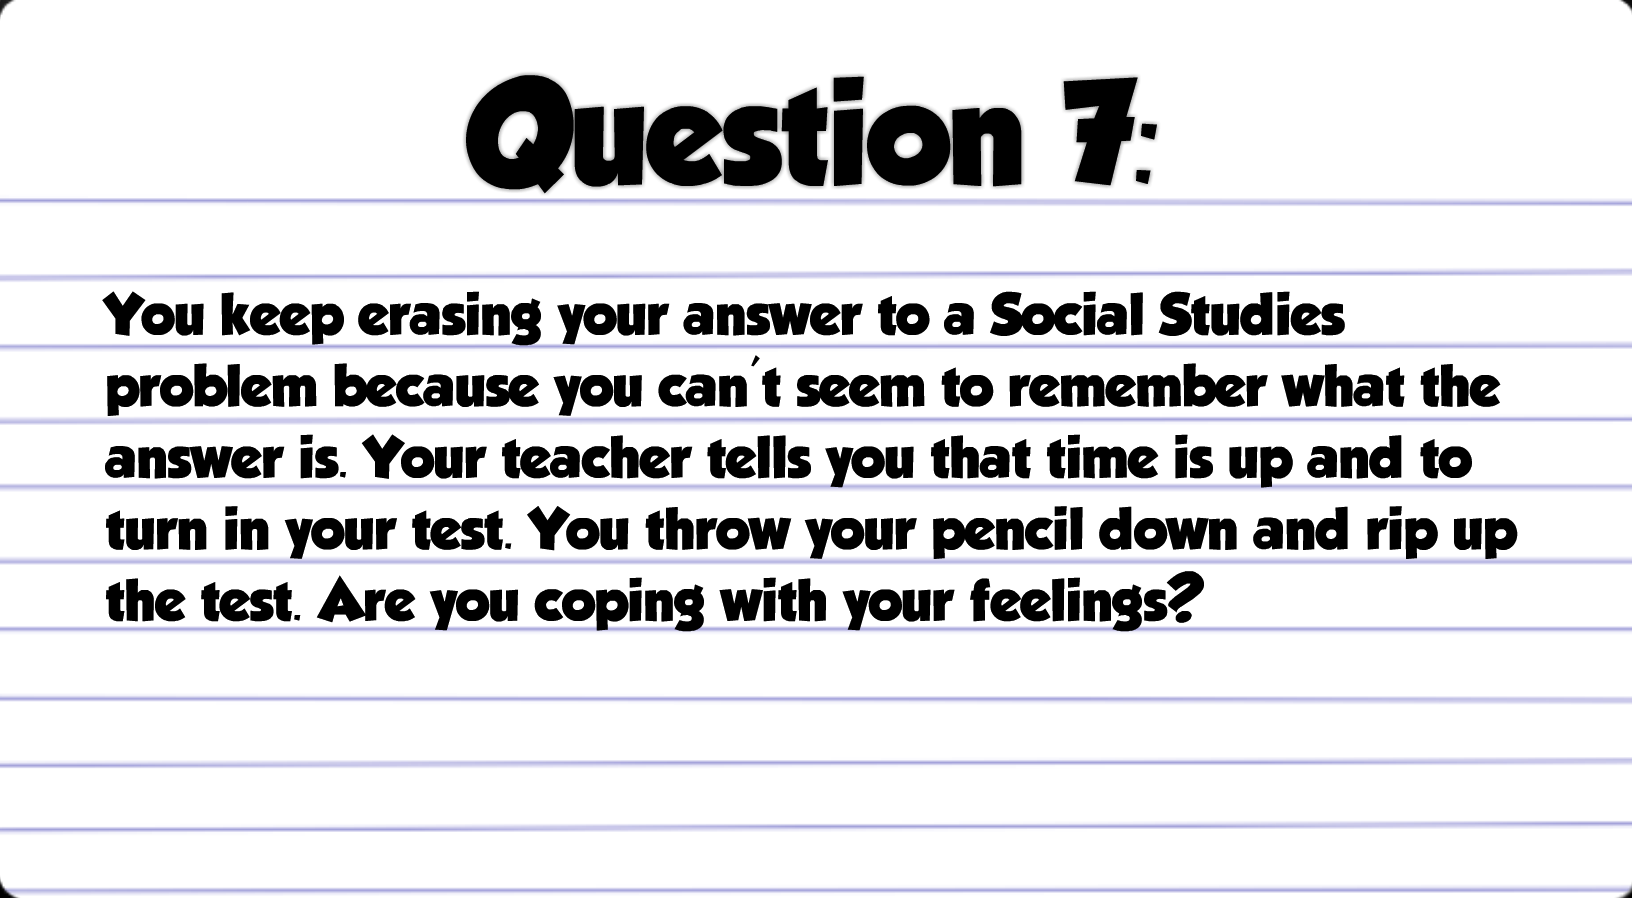 Question 7:
You keep erasing your answer to a Social Studies
problem because you can't seem to remember what the
answer is. Your teacher tells you that time is up and to
turn in your test. You throw your pencil down and rip up
the test. Are you coping with your feelings?